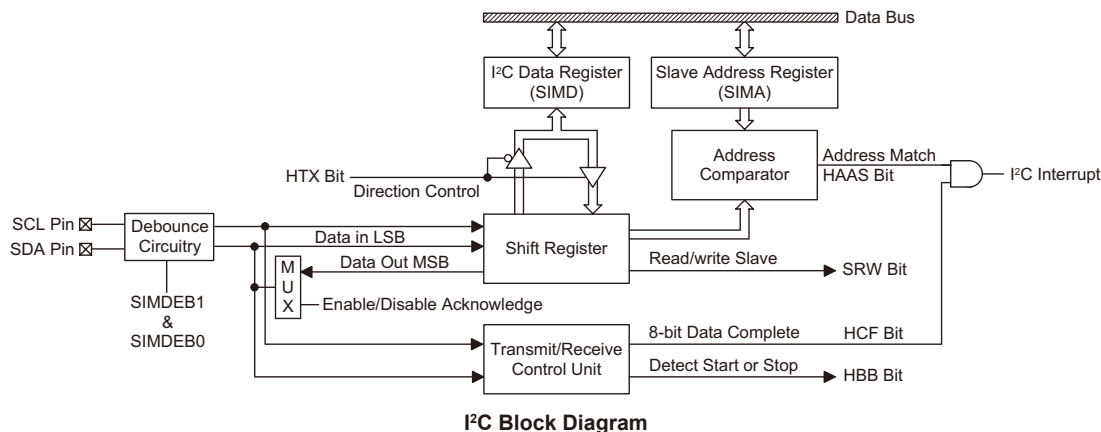 Data Bus
I²C Data Register
(SIMD)
Slave Address Register
(SIMA)
HTX Bit
Direction Control
Address
Comparator
Address Match
HAAS Bit
I²C Interrupt
SCL Pin
SDA Pin
Debounce
Circuitry
Data in LSB
Shift Register
M
U
X
Data Out MSB
Read/write Slave
SRW Bit
SIMDEB1
&
SIMDEB0
Enable/Disable Acknowledge
Transmit/Receive
Control Unit
8-bit Data Complete
HCF Bit
Detect Start or Stop
HBB Bit
I²C Block Diagram